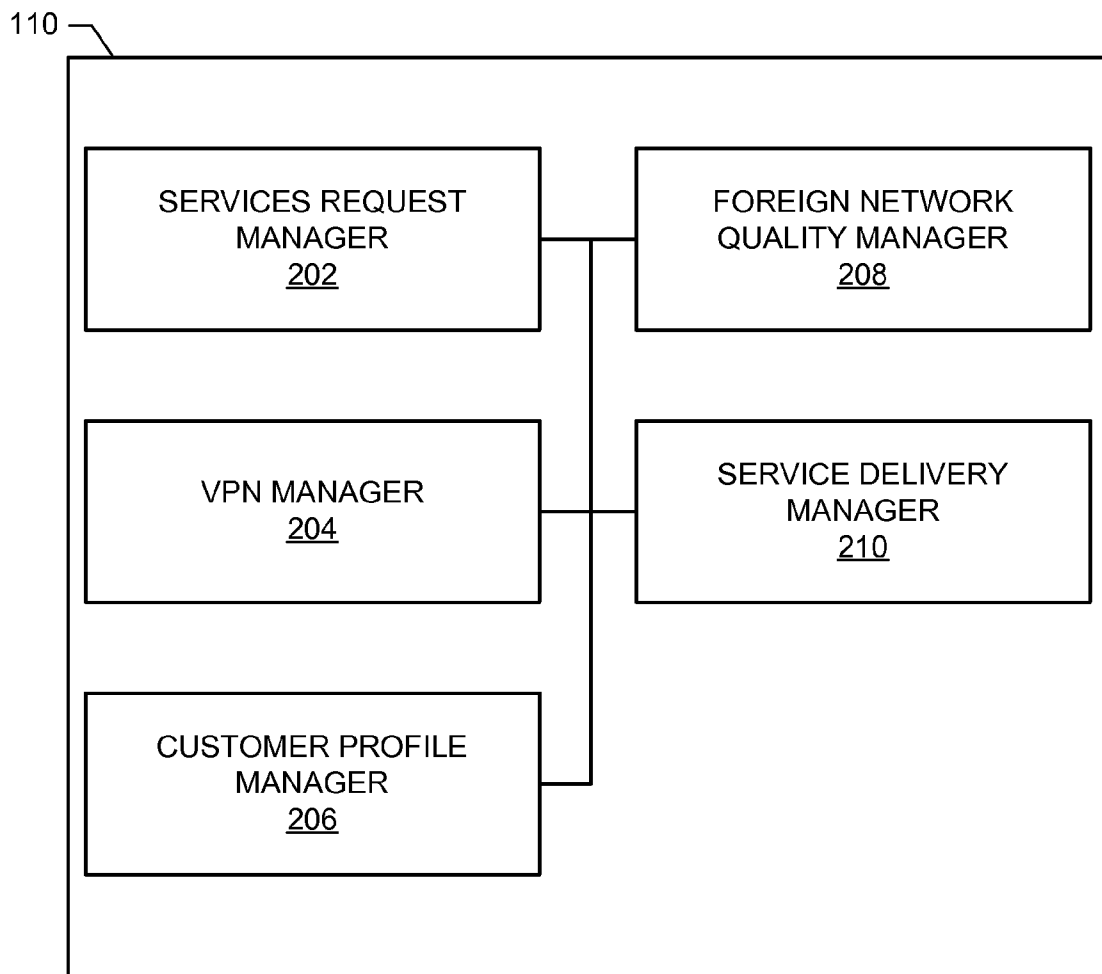 110
SERVICES REQUEST
MANAGER
202
FOREIGN NETWORK
QUALITY MANAGER
208
VPN MANAGER
204
SERVICE DELIVERY
MANAGER
210
CUSTOMER PROFILE
MANAGER
206